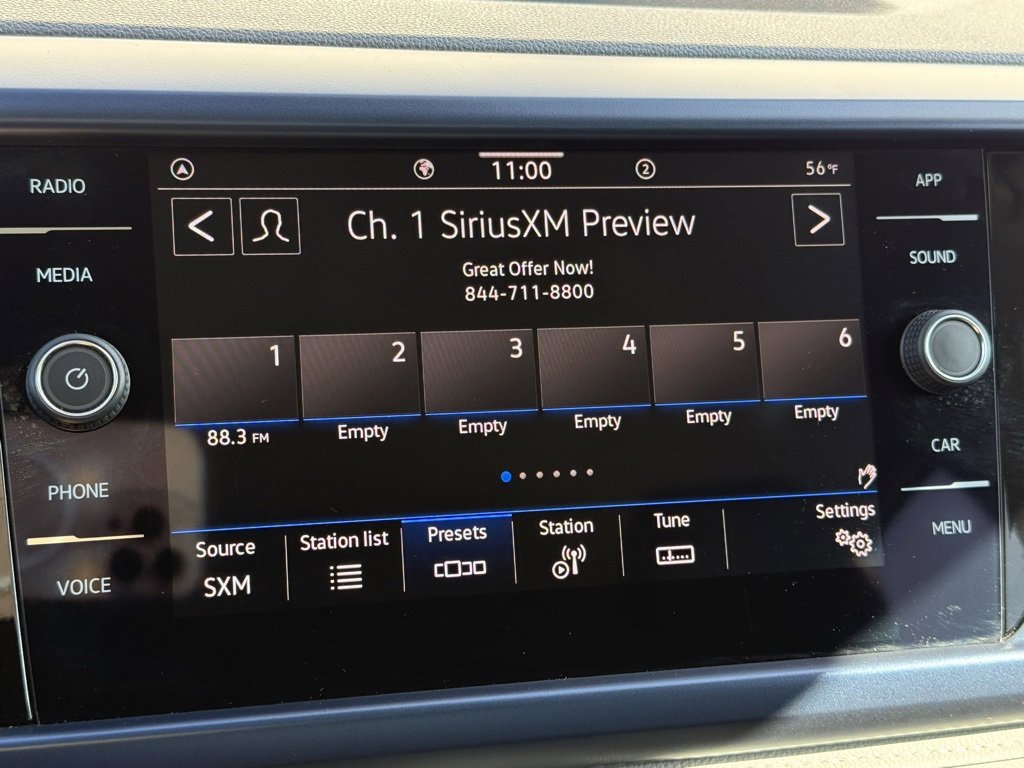 RADIO
MEDIA
PHONE
VOICE
11:00
2
56°F
Ch. 1 SiriusXM Preview
Great Offer Now!
844-711-8800
1
2
3
4
5
6
88.3 FM
Empty
Empty
Empty
Empty
Empty
Source
SXM
Station list
Presets
Station
Tune
Settings
APP
SOUND
CAR
MENU